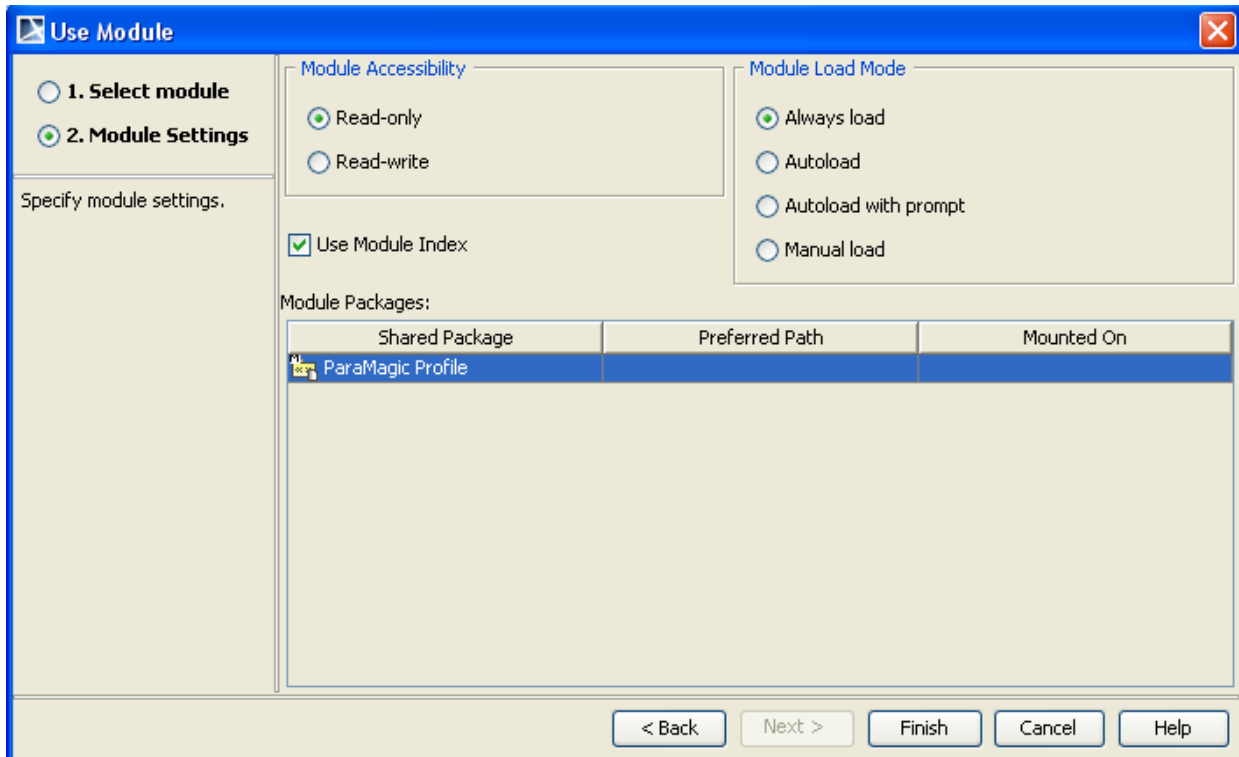 Use Module
1. Select module
2. Module Settings
Specify module settings.
Module Accessibility
Read-only
Read-write
Use Module Index
Module Load Mode
Always load
Autoload
Autoload with prompt
Manual load
Module Packages:
Shared Package Preferred Path Mounted On
ParaMagic Profile
< Back Next > Finish Cancel Help